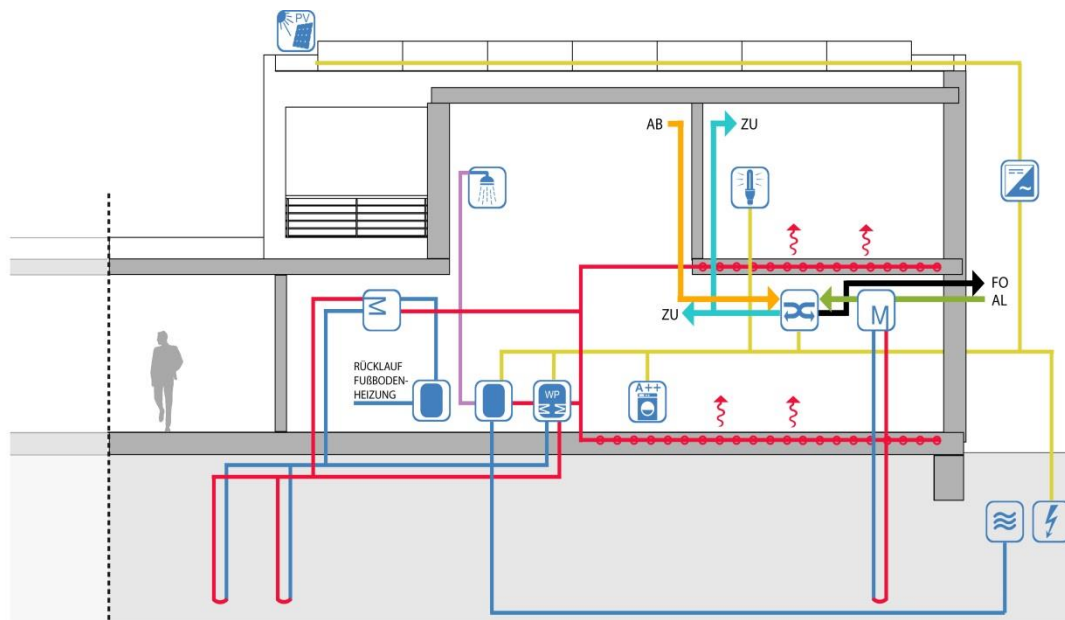 PV
AB
ZU
FO
AL
ZU
M
M
RÜCKLAUF
FUßBODEN-
HEIZUNG
WP
M M
A++